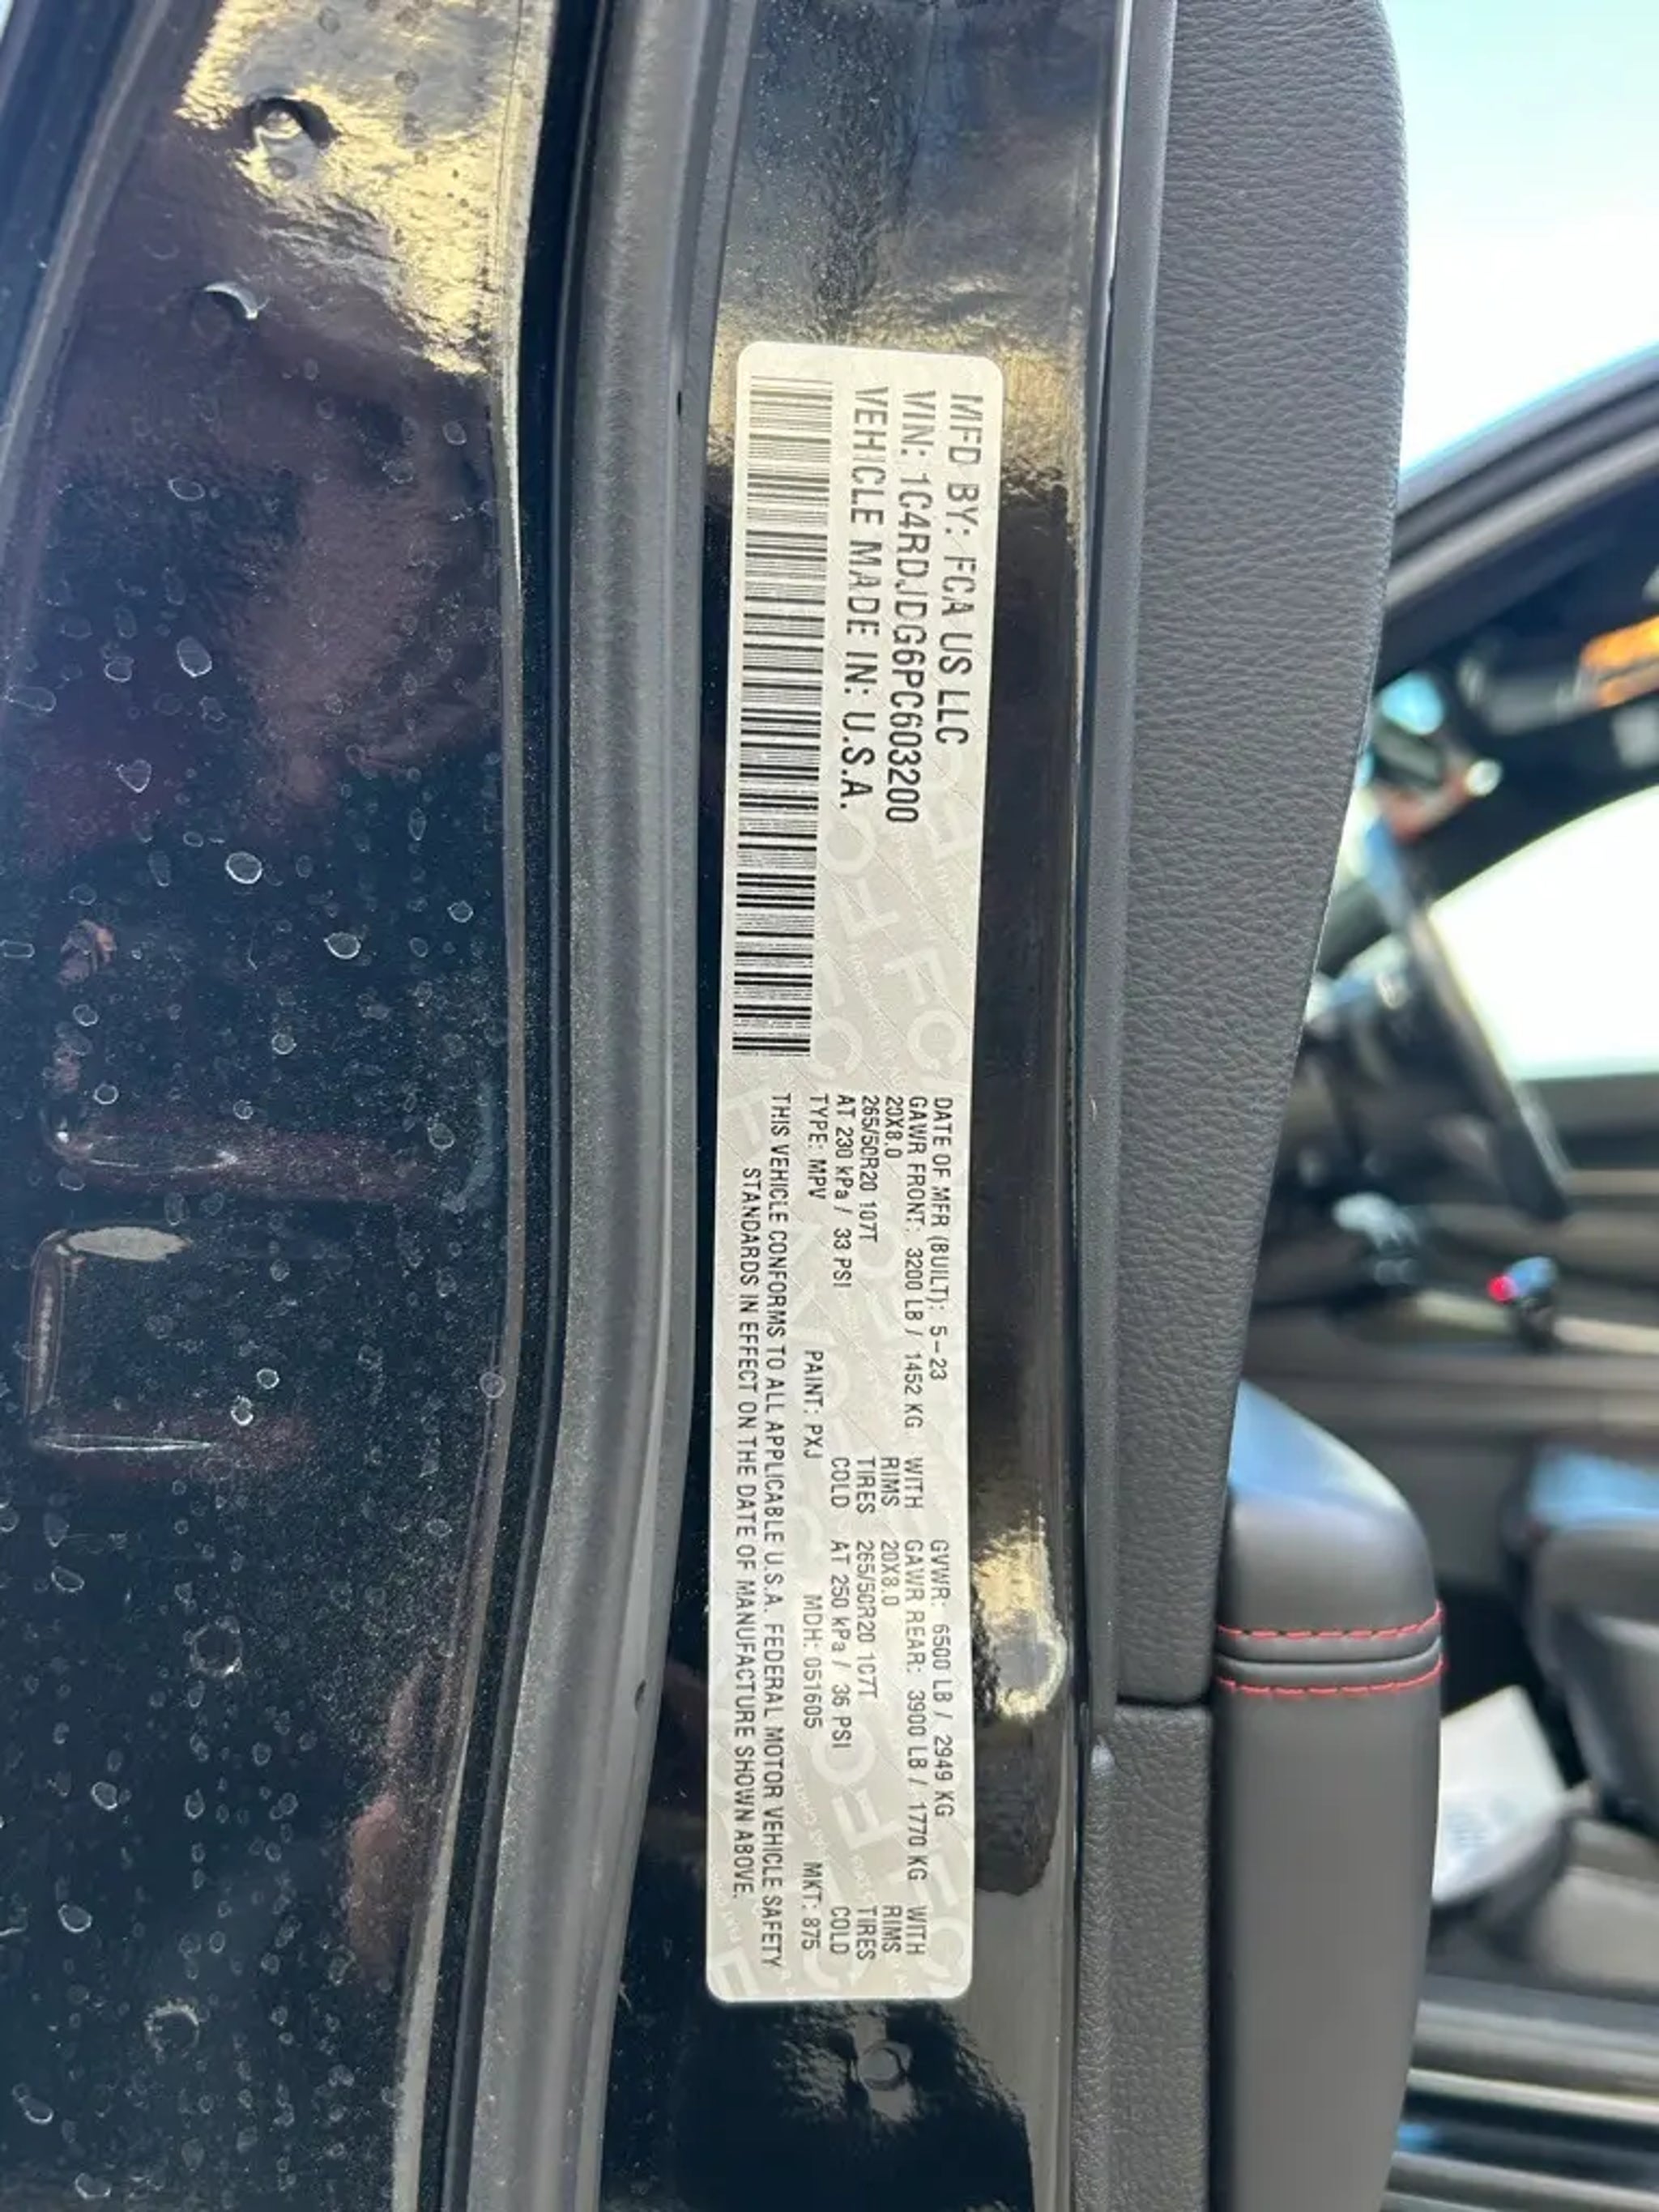 MFD BY: FCA US LLC
VIN: 1C4RDJDG6PC603200
VEHICLE MADE IN: U.S.A.
DATE OF MFR (BUILT): 5-23 GVWR: 6500 LB / 2949 KG
GAWR FRONT: 3200 LB / 1452 KG WITH GAWR REAR: 3900 LB / 1770 KG WITH
20X8.0 RIMS 20X8.0 RIMS
265/50R20 107T TIRES 265/50R20 107T TIRES
AT 230 kPa / 33 PSI COLD AT 250 kPa / 36 PSI COLD
TYPE: MPV PAINT: PXJ MDH: 051605 MKT: 875
THIS VEHICLE CONFORMS TO ALL APPLICABLE U.S.A. FEDERAL MOTOR VEHICLE SAFETY
STANDARDS IN EFFECT ON THE DATE OF MANUFACTURE SHOWN ABOVE.